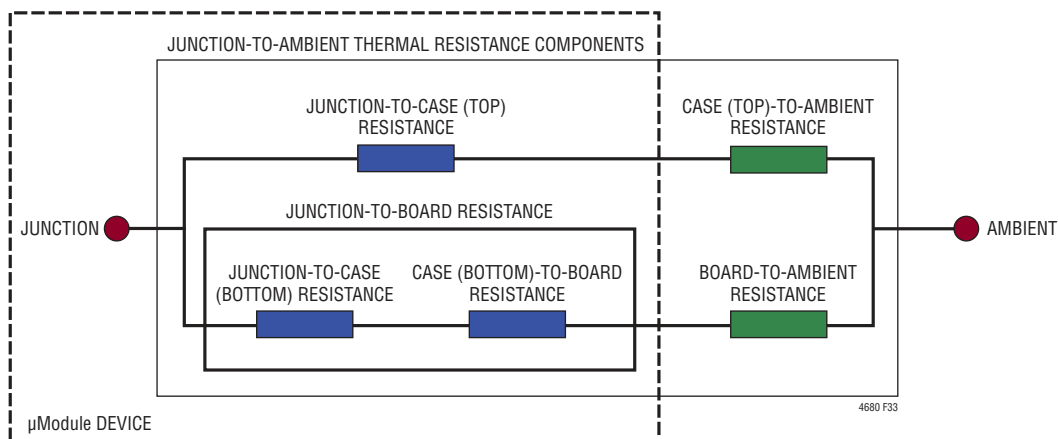 JUNCTION-TO-AMBIENT THERMAL RESISTANCE COMPONENTS
JUNCTION-TO-CASE (TOP)
RESISTANCE
CASE (TOP)-TO-AMBIENT
RESISTANCE
JUNCTION
JUNCTION-TO-BOARD RESISTANCE
AMBIENT
JUNCTION-TO-CASE
(BOTTOM) RESISTANCE
CASE (BOTTOM)-TO-BOARD
RESISTANCE
BOARD-TO-AMBIENT
RESISTANCE
4680 F33
µModule DEVICE